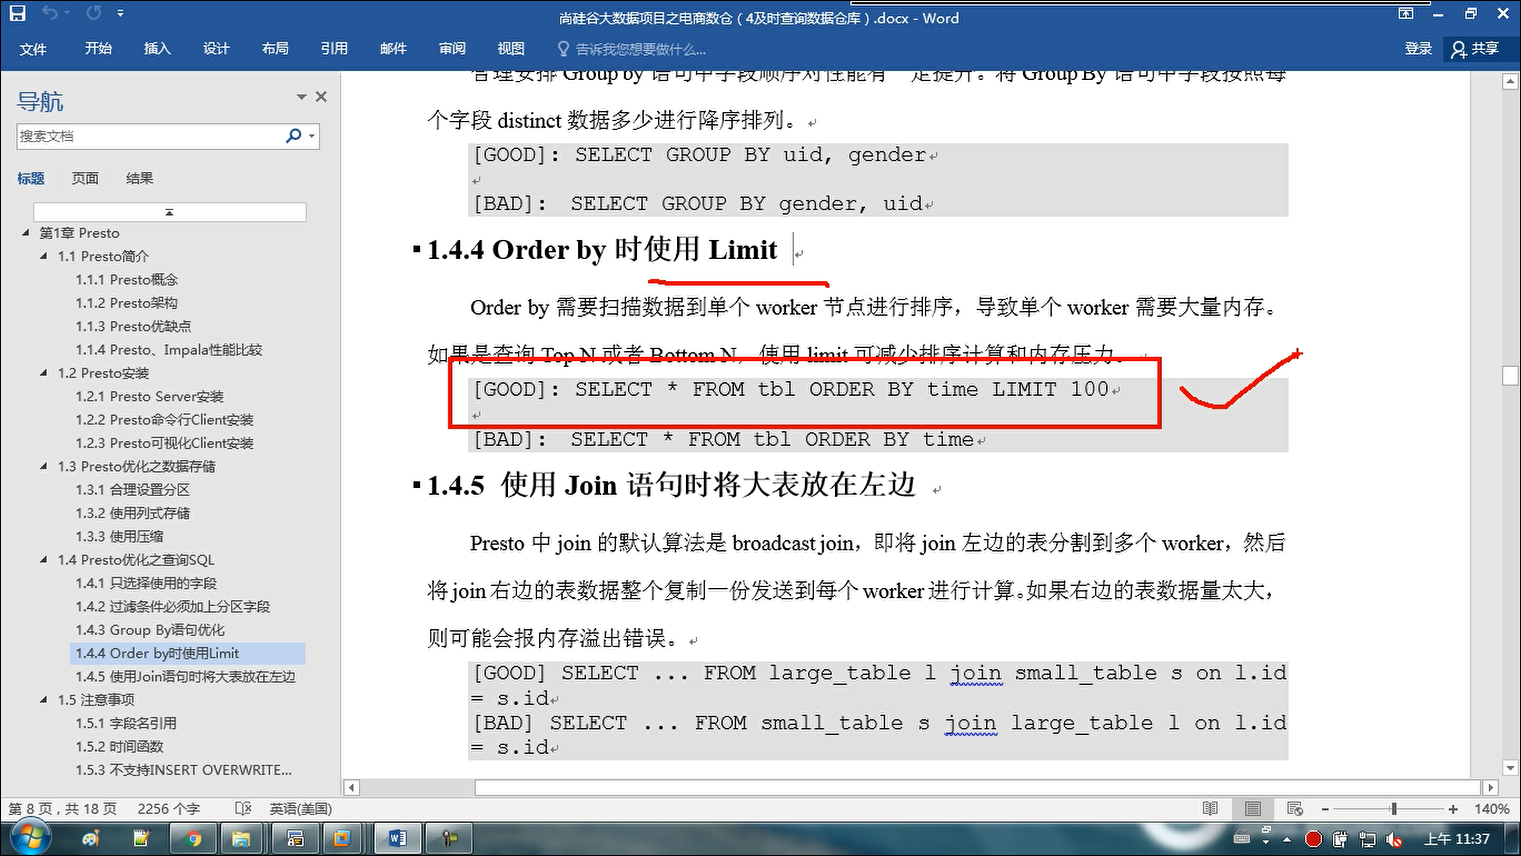 尚硅谷大数据项目之电商数仓（4及时查询数据仓库）.docx - Word
文件 开始 插入 设计 布局 引用 邮件 审阅 视图 告诉我您想要做什么... 登录 共享
导航
搜索文档
标题 页面 结果
第1章 Presto
1.1 Presto简介
1.1.1 Presto概念
1.1.2 Presto架构
1.1.3 Presto优缺点
1.1.4 Presto、Impala性能比较
1.2 Presto安装
1.2.1 Presto Server安装
1.2.2 Presto命令行Client安装
1.2.3 Presto可视化Client安装
1.3 Presto优化之数据存储
1.3.1 合理设置分区
1.3.2 使用列式存储
1.3.3 使用压缩
1.4 Presto优化之查询SQL
1.4.1 只选择使用的字段
1.4.2 过滤条件必须加上分区字段
1.4.3 Group By语句优化
1.4.4 Order by时使用Limit
1.4.5 使用Join语句时将大表放在左边
1.5 注意事项
1.5.1 字段名引用
1.5.2 时间函数
1.5.3 不支持INSERT OVERWRITE...
合理安排 Group by 语句中字段顺序对性能有一定提升。将 Group By 语句中字段按照每
个字段 distinct 数据多少进行降序排列。
[GOOD]: SELECT GROUP BY uid, gender
[BAD]: SELECT GROUP BY gender, uid
1.4.4 Order by 时使用 Limit
Order by 需要扫描数据到单个 worker 节点进行排序，导致单个 worker 需要大量内存。
如果是查询 Top N 或者 Bottom N，使用 limit 可减少排序计算和内存压力。
[GOOD]: SELECT * FROM tbl ORDER BY time LIMIT 100
[BAD]: SELECT * FROM tbl ORDER BY time
1.4.5 使用 Join 语句时将大表放在左边
Presto 中 join 的默认算法是 broadcast join，即将 join 左边的表分割到多个 worker，然后
将 join 右边的表数据整个复制一份发送到每个 worker 进行计算。如果右边的表数据量太大，
则可能会报内存溢出错误。
[GOOD] SELECT ... FROM large_table l join small_table s on l.id
= s.id
[BAD] SELECT ... FROM small_table s join large_table l on l.id
= s.id
第 8 页，共 18 页 2256 个字 英语(美国) 140%
上午 11:37